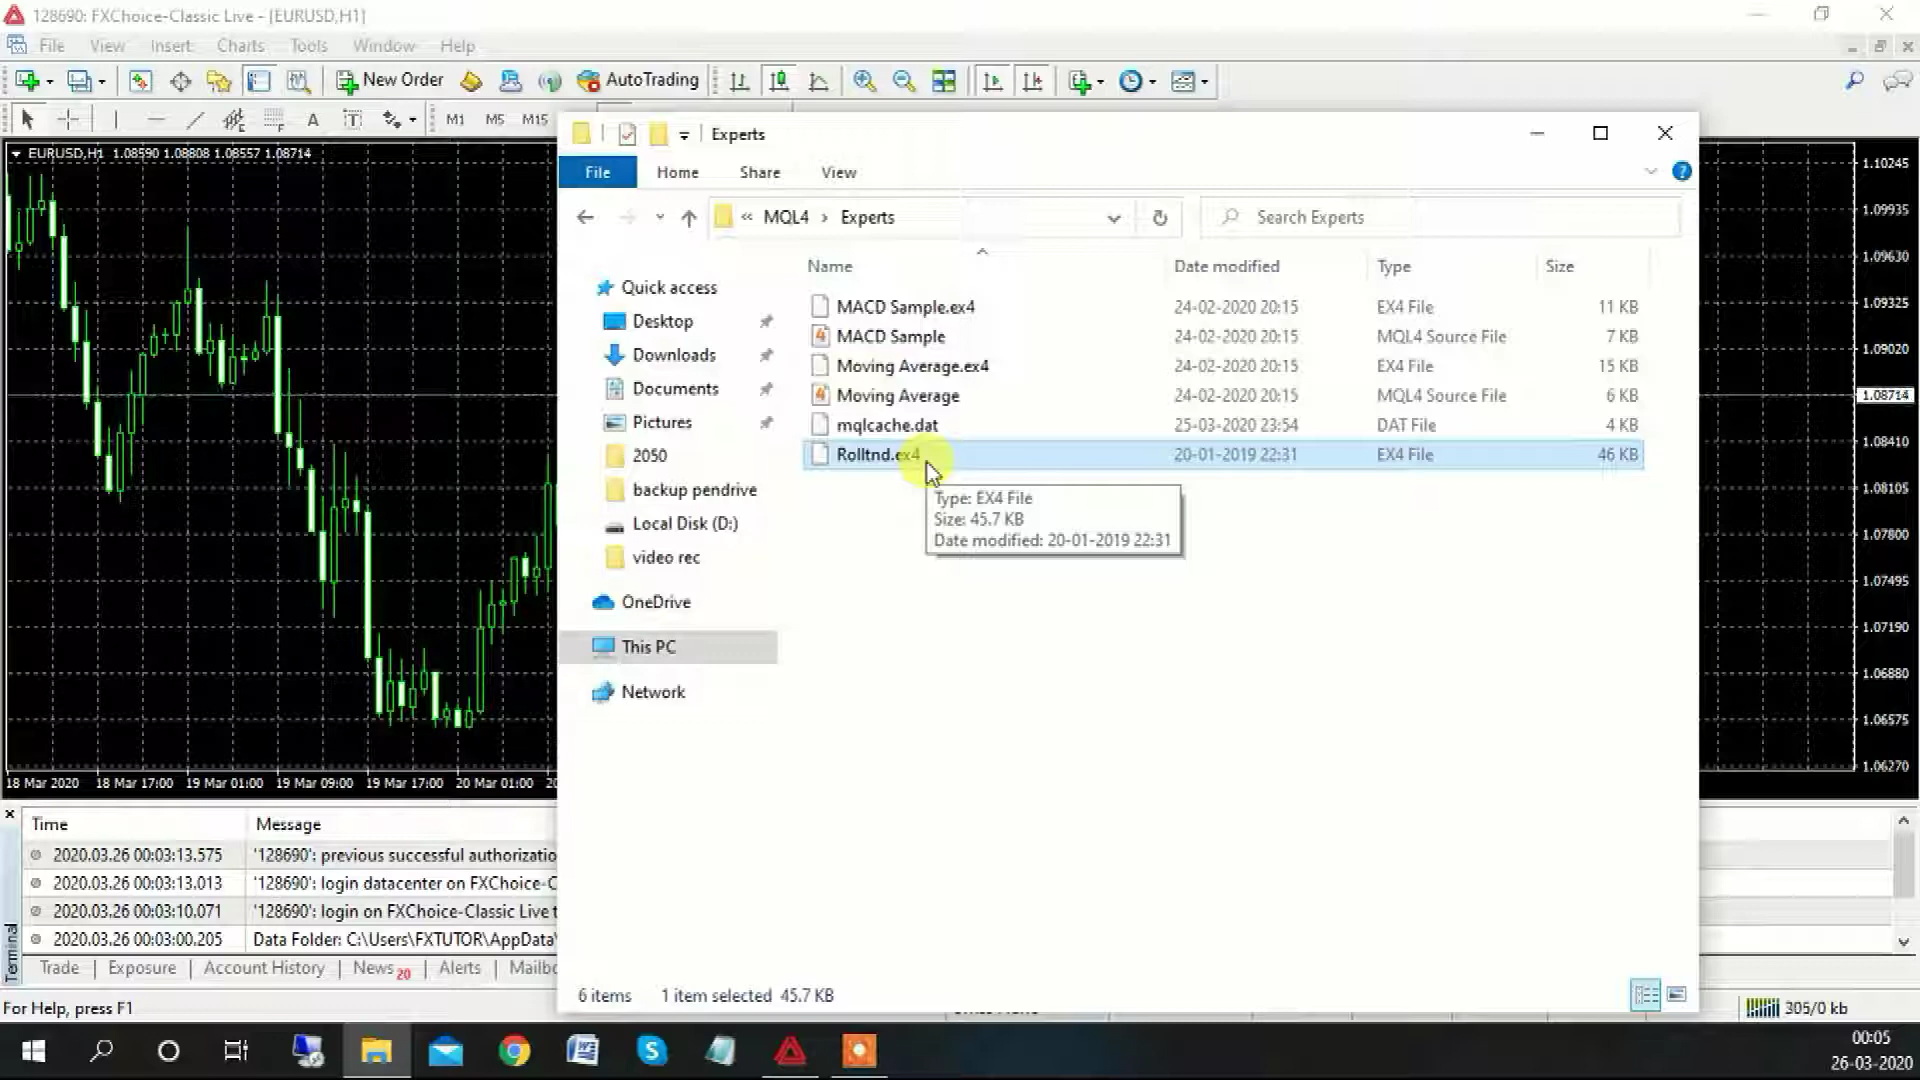 128690: FXChoice-Classic Live - [EURUSD,H1]
File View Insert Charts Tools Window Help
New Order AutoTrading
A T M1 M5 M15
Experts
File Home Share View
« MQL4 › Experts
Search Experts
Name Date modified Type Size
MACD Sample.ex4 24-02-2020 20:15 EX4 File 11 KB
MACD Sample 24-02-2020 20:15 MQL4 Source File 7 KB
Moving Average.ex4 24-02-2020 20:15 EX4 File 15 KB
Moving Average 24-02-2020 20:15 MQL4 Source File 6 KB
mqlcache.dat 25-03-2020 23:54 DAT File 4 KB
Rolltnd.ex4 20-01-2019 22:31 EX4 File 46 KB
Type: EX4 File
Size: 45.7 KB
Date modified: 20-01-2019 22:31
Quick access
Desktop
Downloads
Documents
Pictures
2050
backup pendrive
Local Disk (D:)
video rec
OneDrive
This PC
Network
6 items 1 item selected 45.7 KB
EURUSD,H1 1.08590 1.08808 1.08557 1.08714
1.10245
1.09935
1.09630
1.09325
1.09020
1.08714
1.08410
1.08105
1.07800
1.07495
1.07190
1.06880
1.06575
1.06270
18 Mar 2020 18 Mar 17:00 19 Mar 01:00 19 Mar 09:00 19 Mar 17:00 20 Mar 01:00 20
Time Message
2020.03.26 00:03:13.575 '128690': previous successful authorizatio
2020.03.26 00:03:13.013 '128690': login datacenter on FXChoice-C
2020.03.26 00:03:10.071 '128690': login on FXChoice-Classic Live t
2020.03.26 00:03:00.205 Data Folder: C:\Users\FXTUTOR\AppData\
Terminal
Trade Exposure Account History News 20 Alerts Mailbo
For Help, press F1
305/0 kb
00:05
26-03-2020